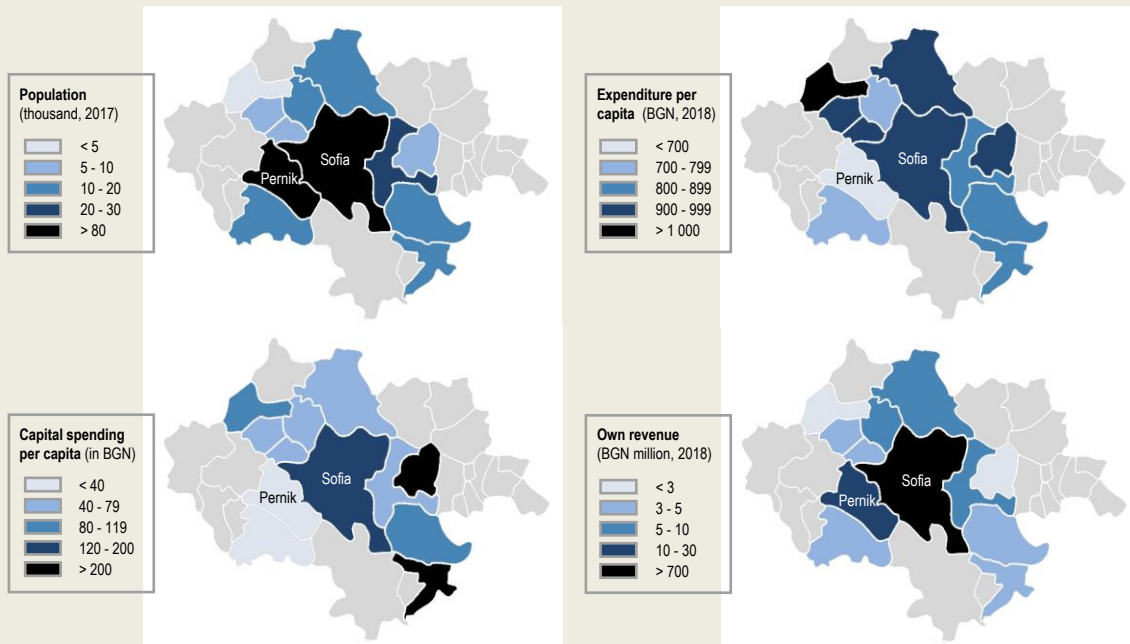 Population
(thousand, 2017)
< 5
5 - 10
10 - 20
20 - 30
> 80
Sofia
Pernik
Expenditure per
capita (BGN, 2018)
< 700
700 - 799
800 - 899
900 - 999
> 1 000
Sofia
Pernik
Capital spending
per capita (in BGN)
< 40
40 - 79
80 - 119
120 - 200
> 200
Sofia
Pernik
Own revenue
(BGN million, 2018)
< 3
3 - 5
5 - 10
10 - 30
> 700
Sofia
Pernik